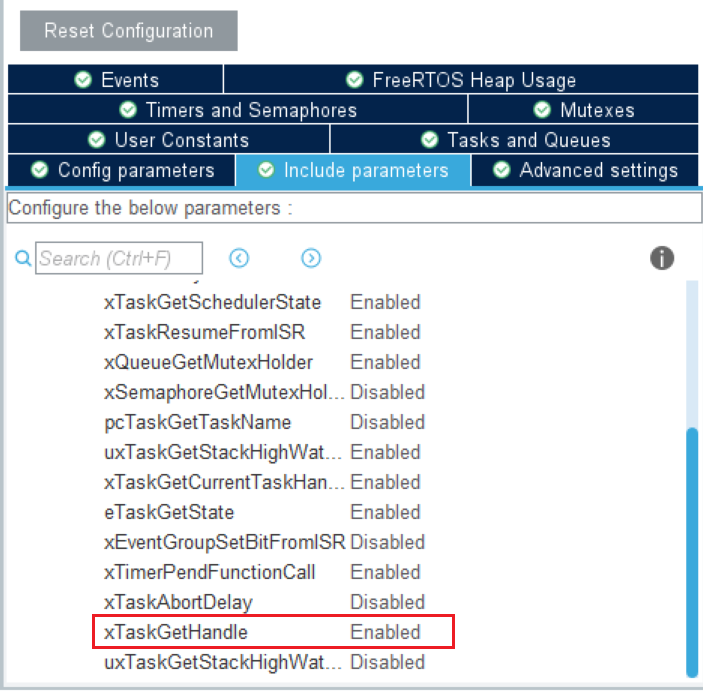 Reset Configuration
Events FreeRTOS Heap Usage
Timers and Semaphores Mutexes
User Constants Tasks and Queues
Config parameters Include parameters Advanced settings
Configure the below parameters :
Search (Ctrl+F)
xTaskGetSchedulerState Enabled
xTaskResumeFromISR Enabled
xQueueGetMutexHolder Enabled
xSemaphoreGetMutexHol... Disabled
pcTaskGetTaskName Disabled
uxTaskGetStackHighWat... Enabled
xTaskGetCurrentTaskHan... Enabled
eTaskGetState Enabled
xEventGroupSetBitFromISR Disabled
xTimerPendFunctionCall Enabled
xTaskAbortDelay Disabled
xTaskGetHandle Enabled
uxTaskGetStackHighWat... Disabled